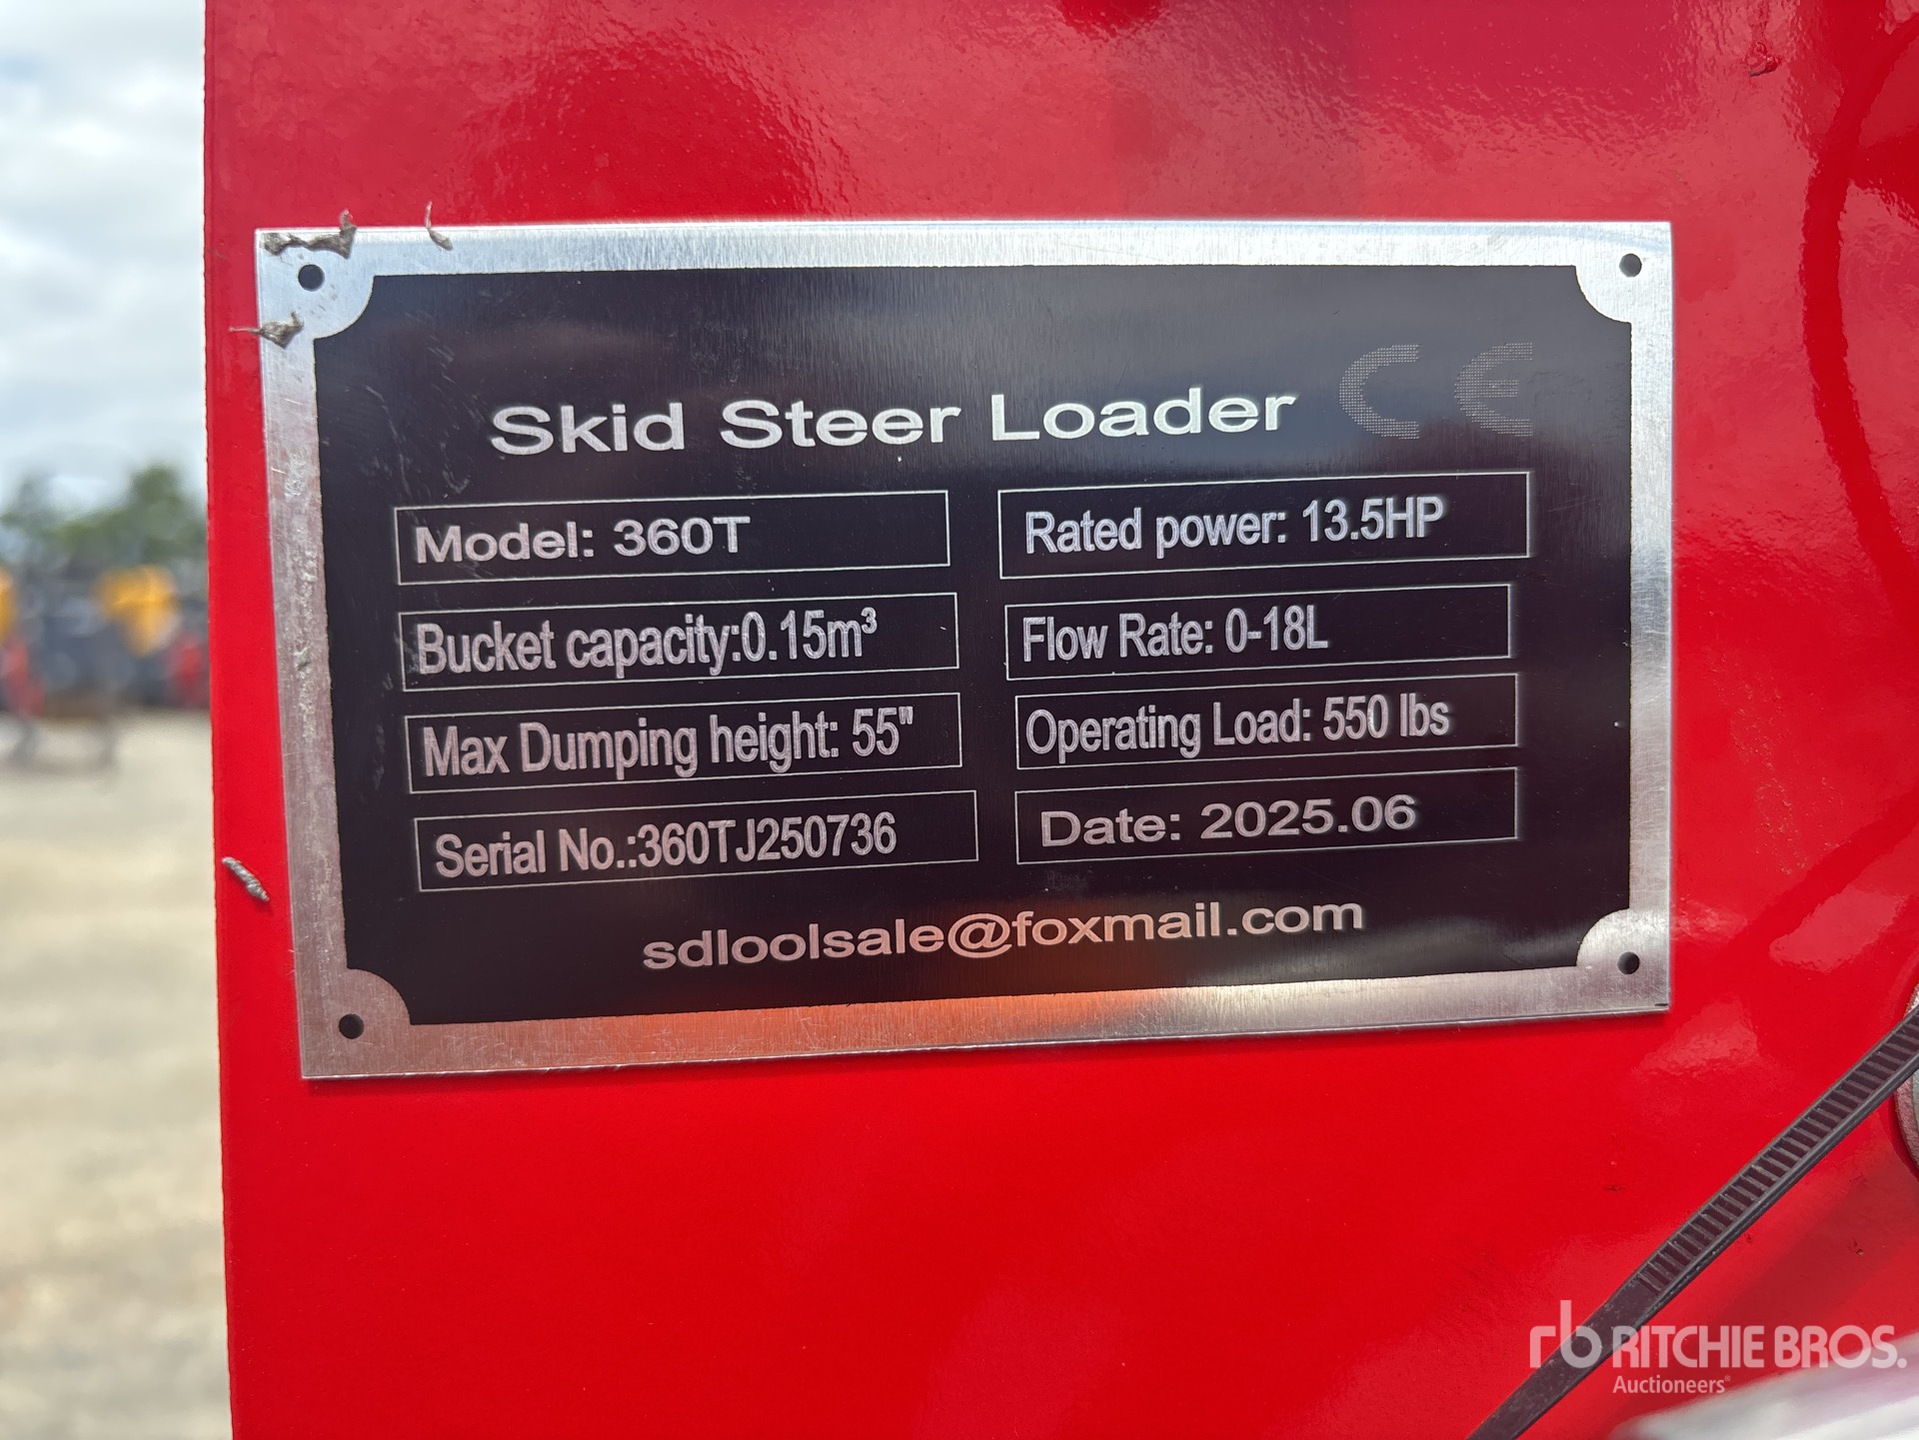 Skid Steer Loader CE
Model: 360T
Rated power: 13.5HP
Bucket capacity:0.15m³
Flow Rate: 0-18L
Max Dumping height: 55"
Operating Load: 550 lbs
Serial No.:360TJ250736
Date: 2025.06
sdloolsale@foxmail.com
rb RITCHIE BROS.
Auctioneers®